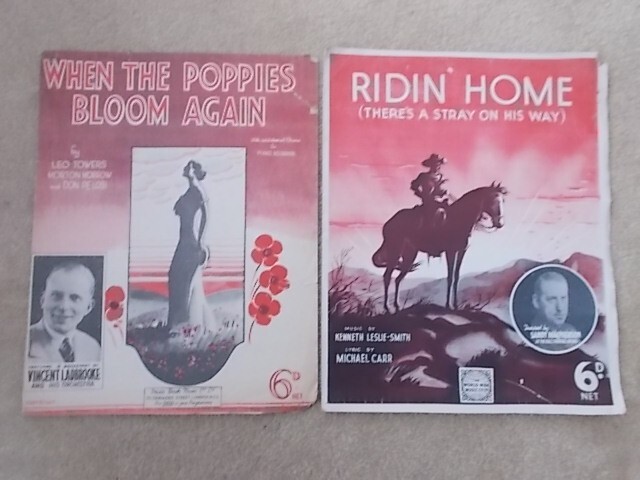 WHEN THE POPPIES
BLOOM AGAIN
by
LEO TOWERS
MORTON MORROW
AND DON PELOSI
VINCENT LADBROOKE
AND HIS ORCHESTRA
6D
NET
RIDIN' HOME
(THERE'S A STRAY ON HIS WAY)
MUSIC BY
KENNETH LESLIE-SMITH
LYRIC BY
MICHAEL CARR
6D.
NET